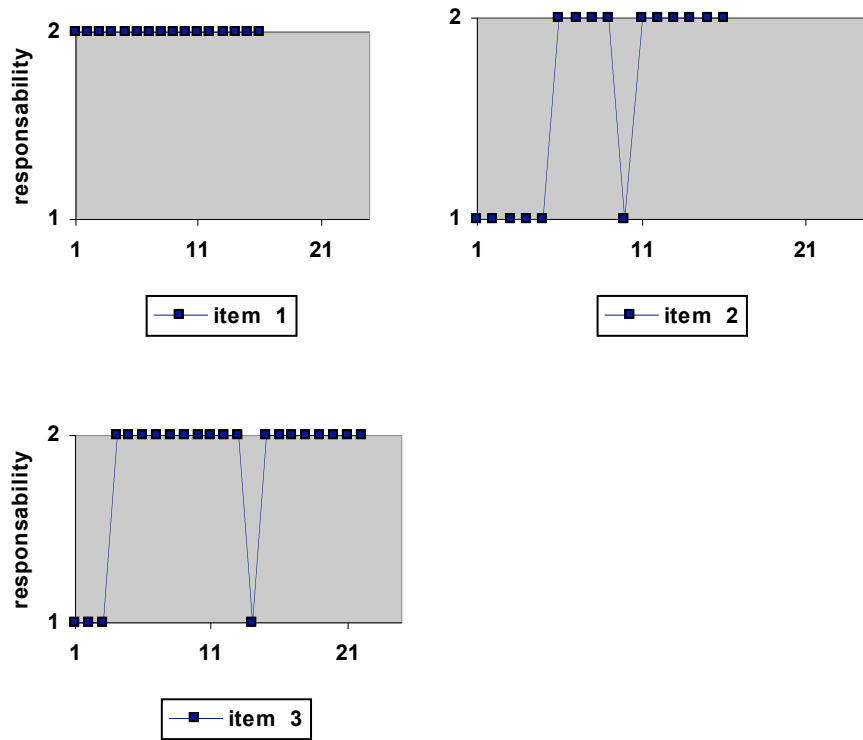 2
responsability
1
1 11 21
item 1
2
1
1 11 21
item 2
2
responsability
1
1 11 21
item 3